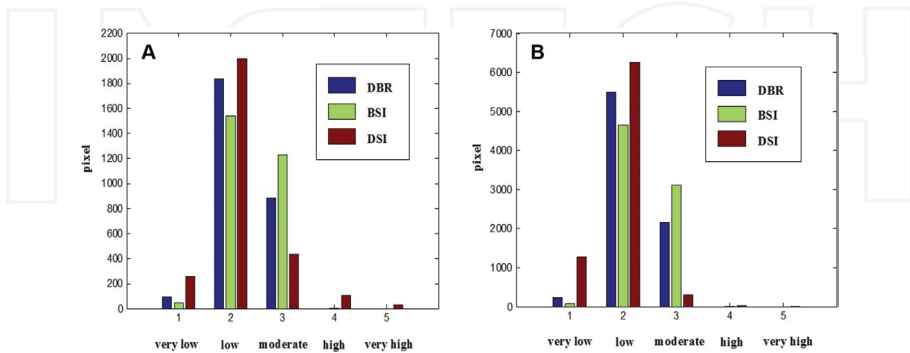 A
2200
2000
1800
1600
1400
1200
1000
800
600
400
200
0
pixel
DBR
BSI
DSI
1 2 3 4 5
very low low moderate high very high
B
7000
6000
5000
4000
3000
2000
1000
0
pixel
DBR
BSI
DSI
1 2 3 4 5
very low low moderate high very high